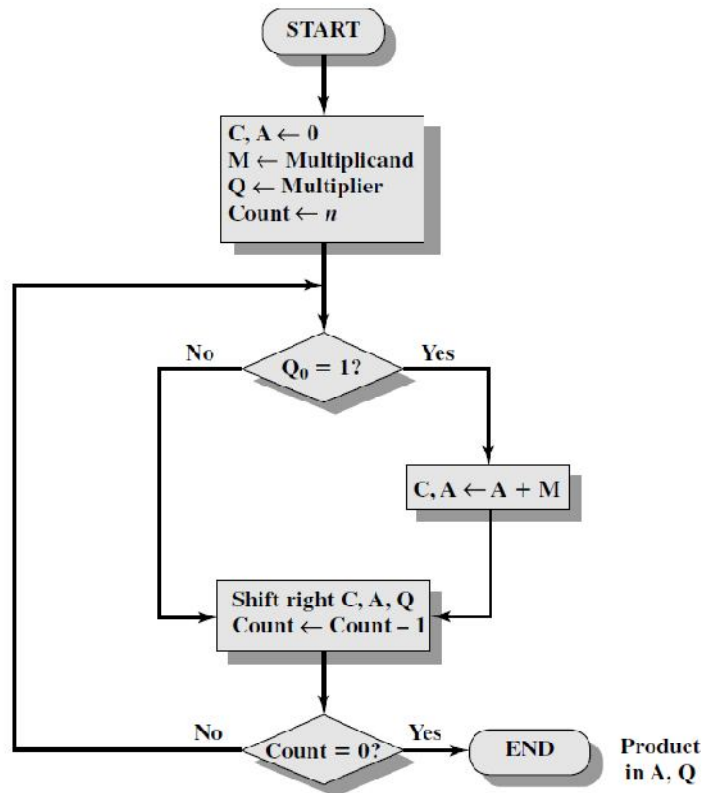 START
C, A ← 0
M ← Multiplicand
Q ← Multiplier
Count ← n
No
Yes
Q₀ = 1?
C, A ← A + M
Shift right C, A, Q
Count ← Count – 1
No
Yes
Count = 0?
END
Product
in A, Q